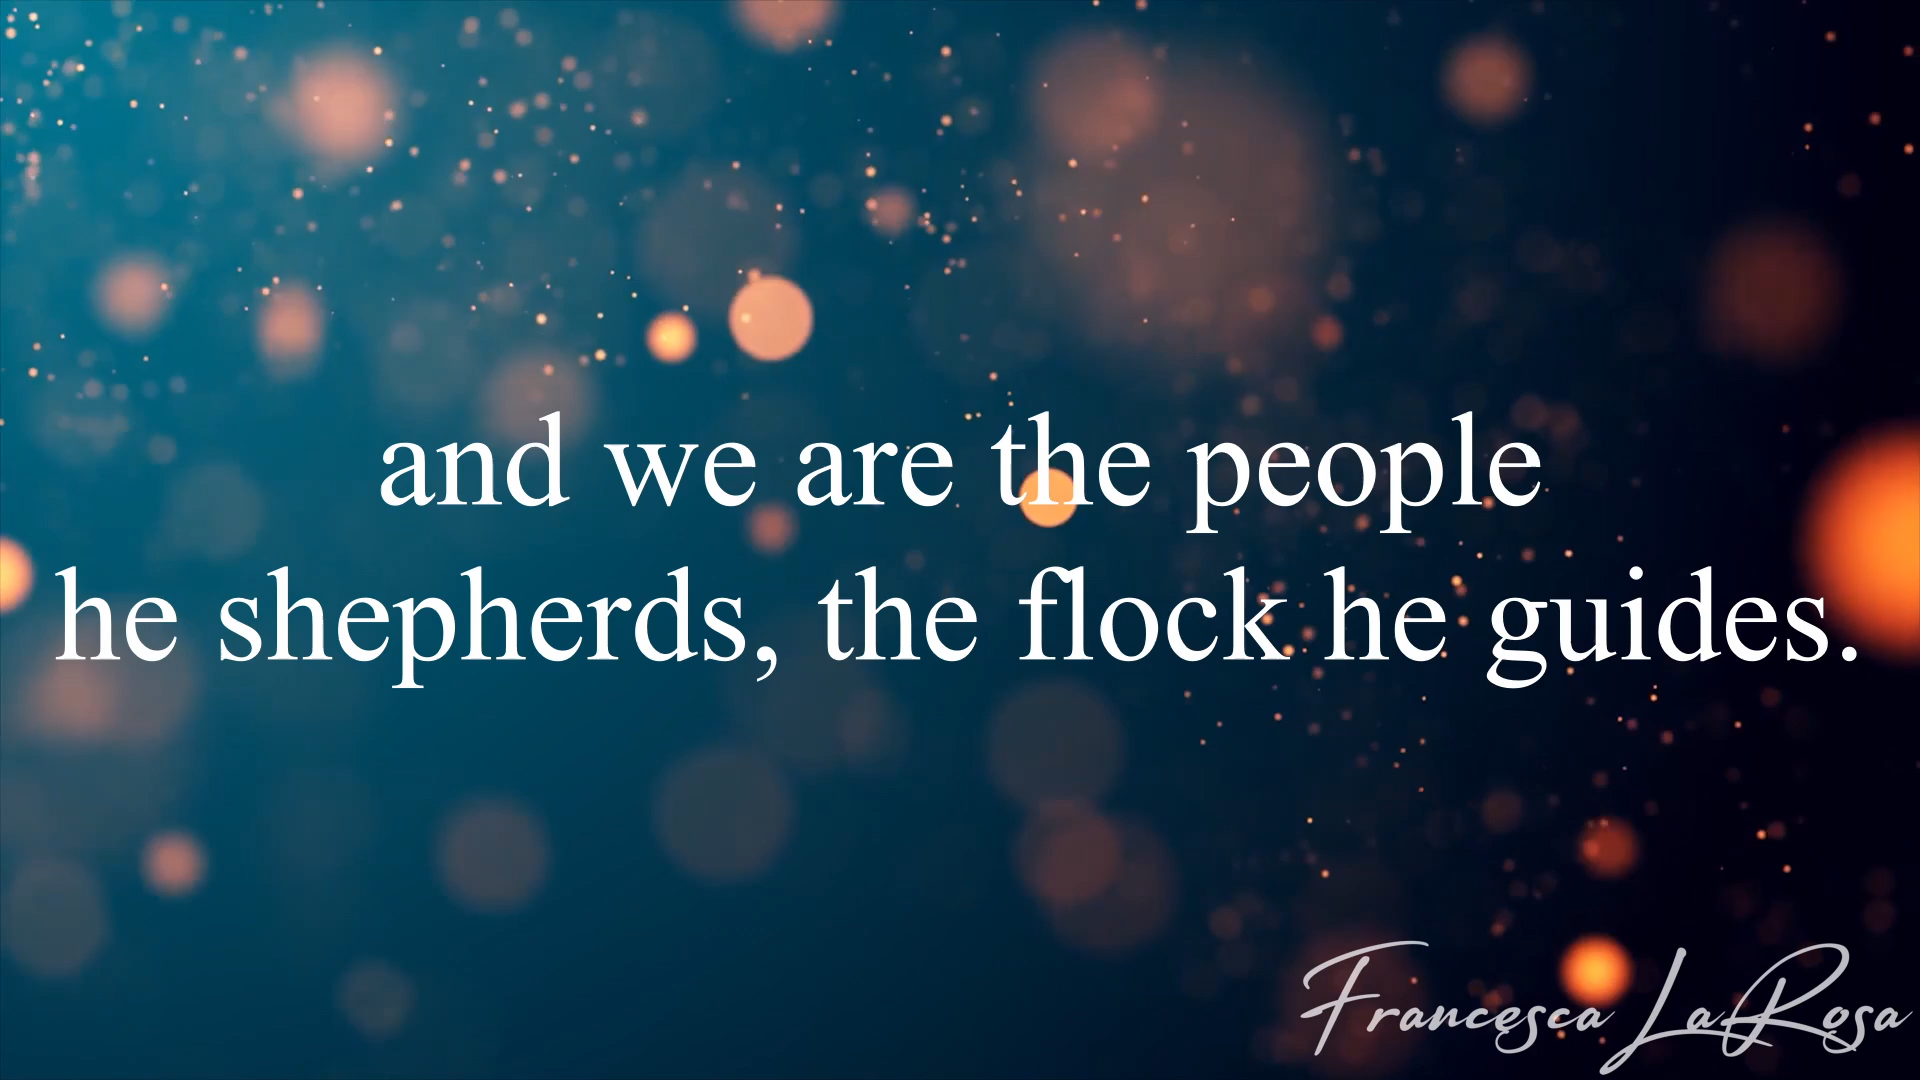 and we are the people
he shepherds, the flock he guides.
Francesca LaRosa